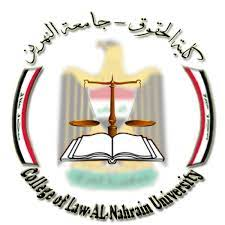 كلية الحقوق - جامعة النهرين
College of Law-AL-Nahrain University